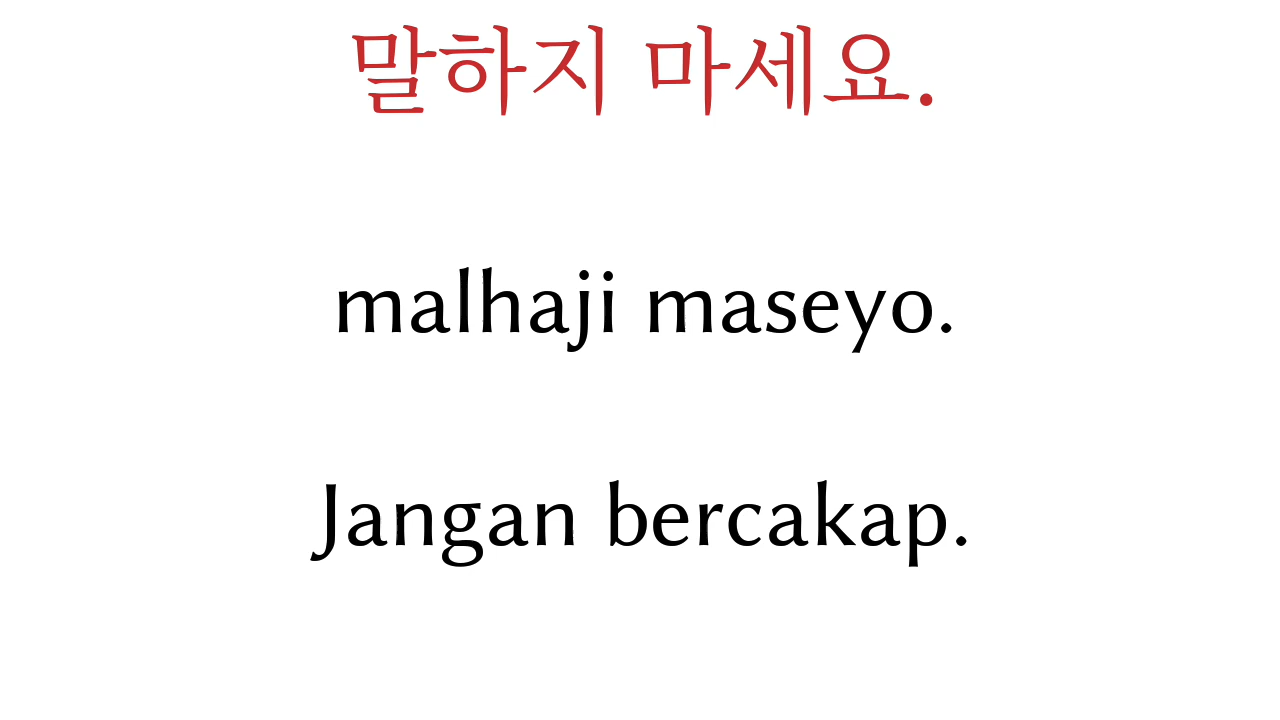 말하지 마세요.
malhaji maseyo.
Jangan bercakap.